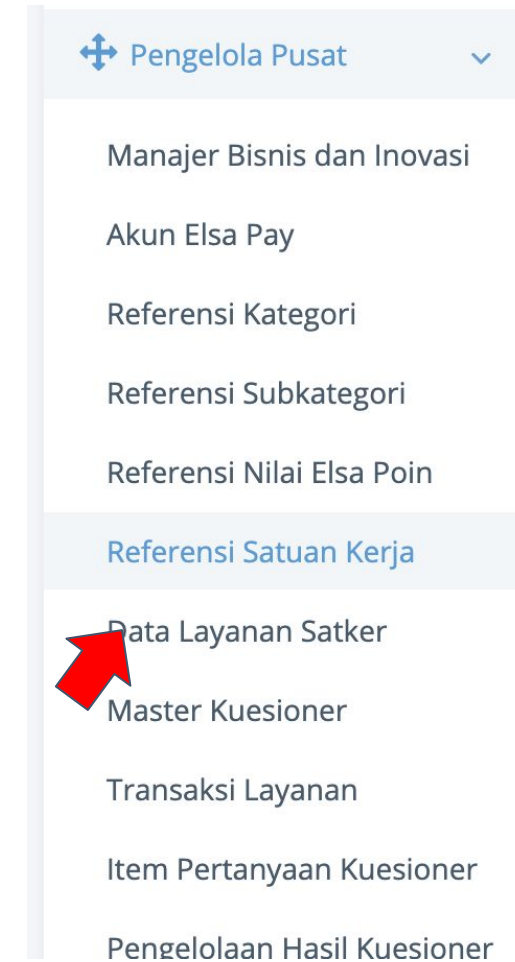 Pengelola Pusat
Manajer Bisnis dan Inovasi
Akun Elsa Pay
Referensi Kategori
Referensi Subkategori
Referensi Nilai Elsa Poin
Referensi Satuan Kerja
Data Layanan Satker
Master Kuesioner
Transaksi Layanan
Item Pertanyaan Kuesioner
Pengelolaan Hasil Kuesioner